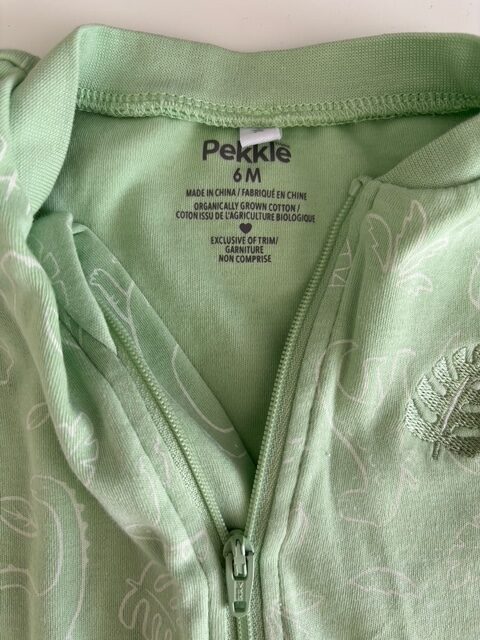 Pekkle
6 M
MADE IN CHINA / FABRIQUÉ EN CHINE
ORGANICALLY GROWN COTTON /
COTON ISSU DE L'AGRICULTURE BIOLOGIQUE
EXCLUSIVE OF TRIM/
GARNITURE
NON COMPRISE